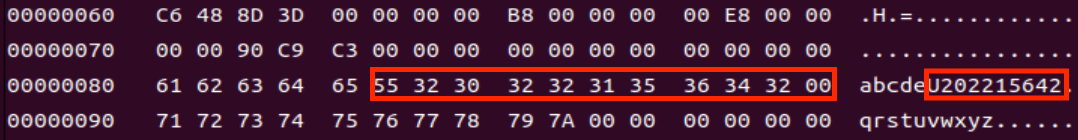 00000060 C6 48 8D 3D 00 00 00 00 B8 00 00 00 00 E8 00 00 .H.=............
00000070 00 00 90 C9 C3 00 00 00 00 00 00 00 00 00 00 00 ................
00000080 61 62 63 64 65 55 32 30 32 32 31 35 36 34 32 00 abcdeU202215642.
00000090 71 72 73 74 75 76 77 78 79 7A 00 00 00 00 00 00 qrstuvwxyz......